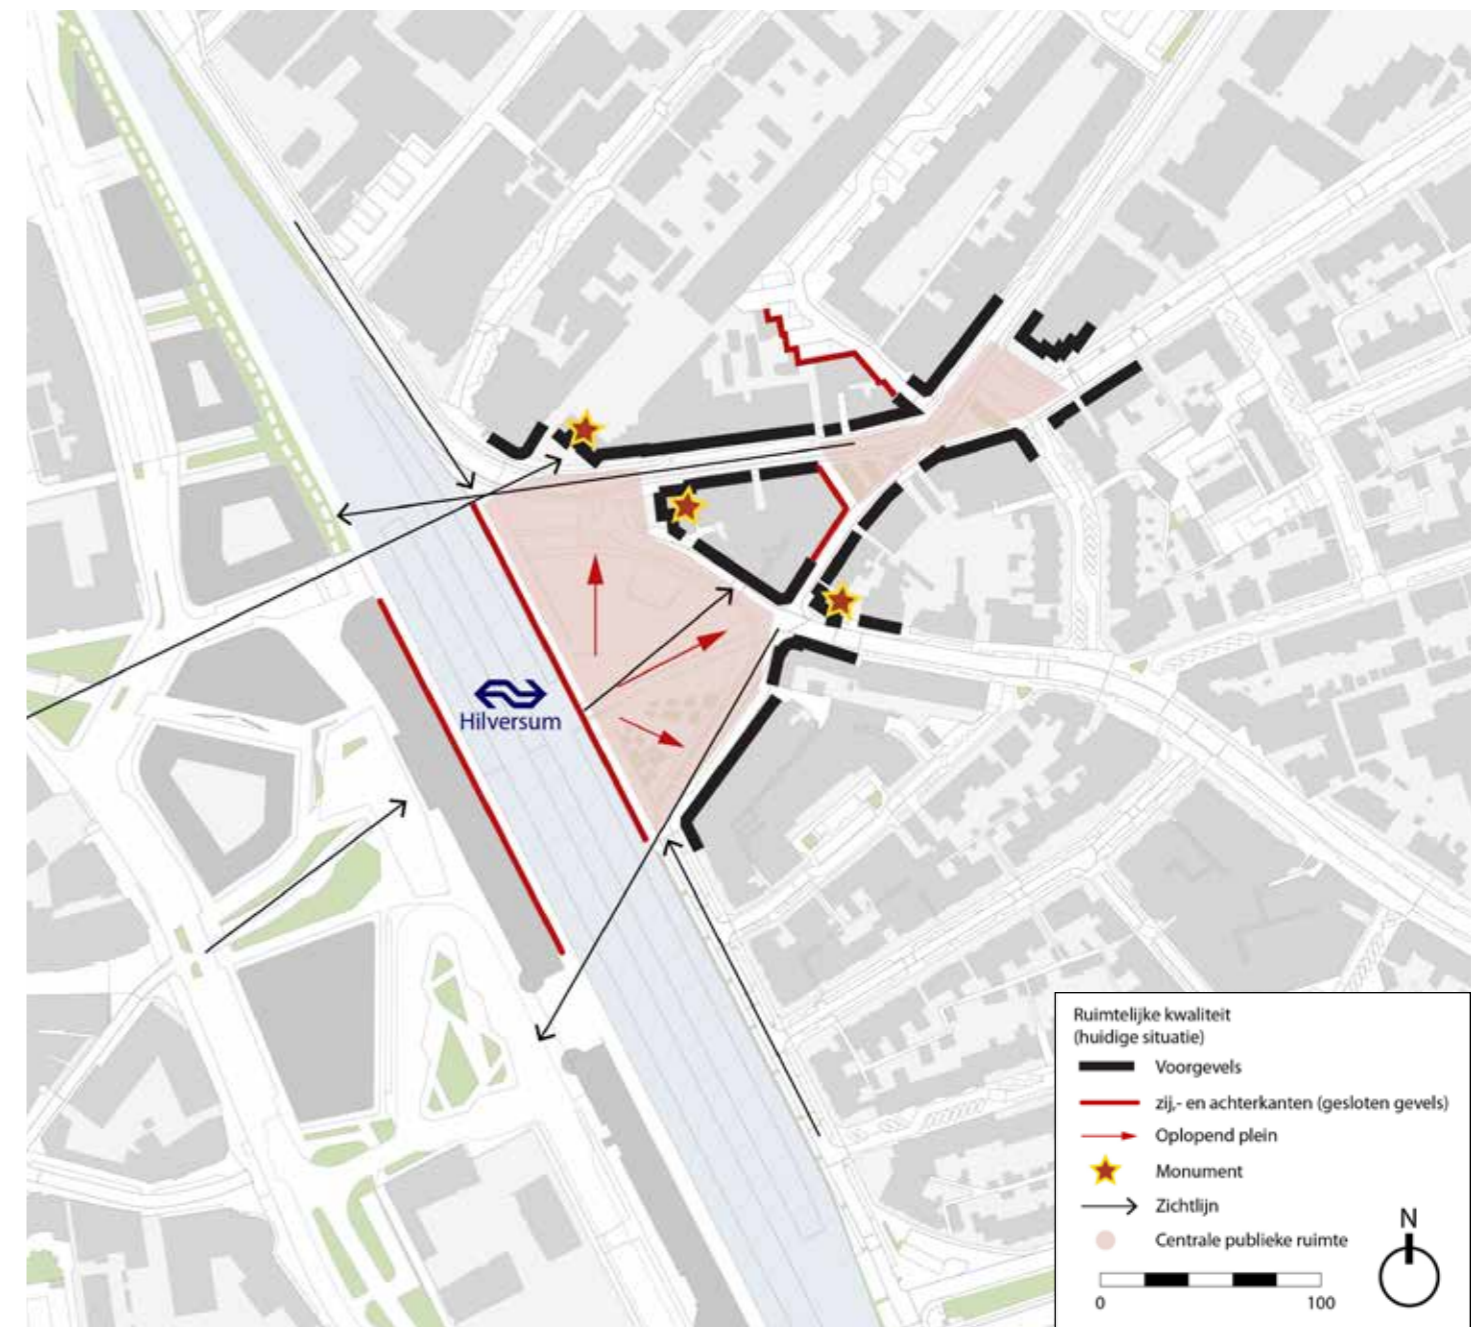 Hilversum
Ruimtelijke kwaliteit
(huidige situatie)
Voorgevels
zij,- en achterkanten (gesloten gevels)
Oplopend plein
Monument
Zichtlijn
Centrale publieke ruimte
N
0 100